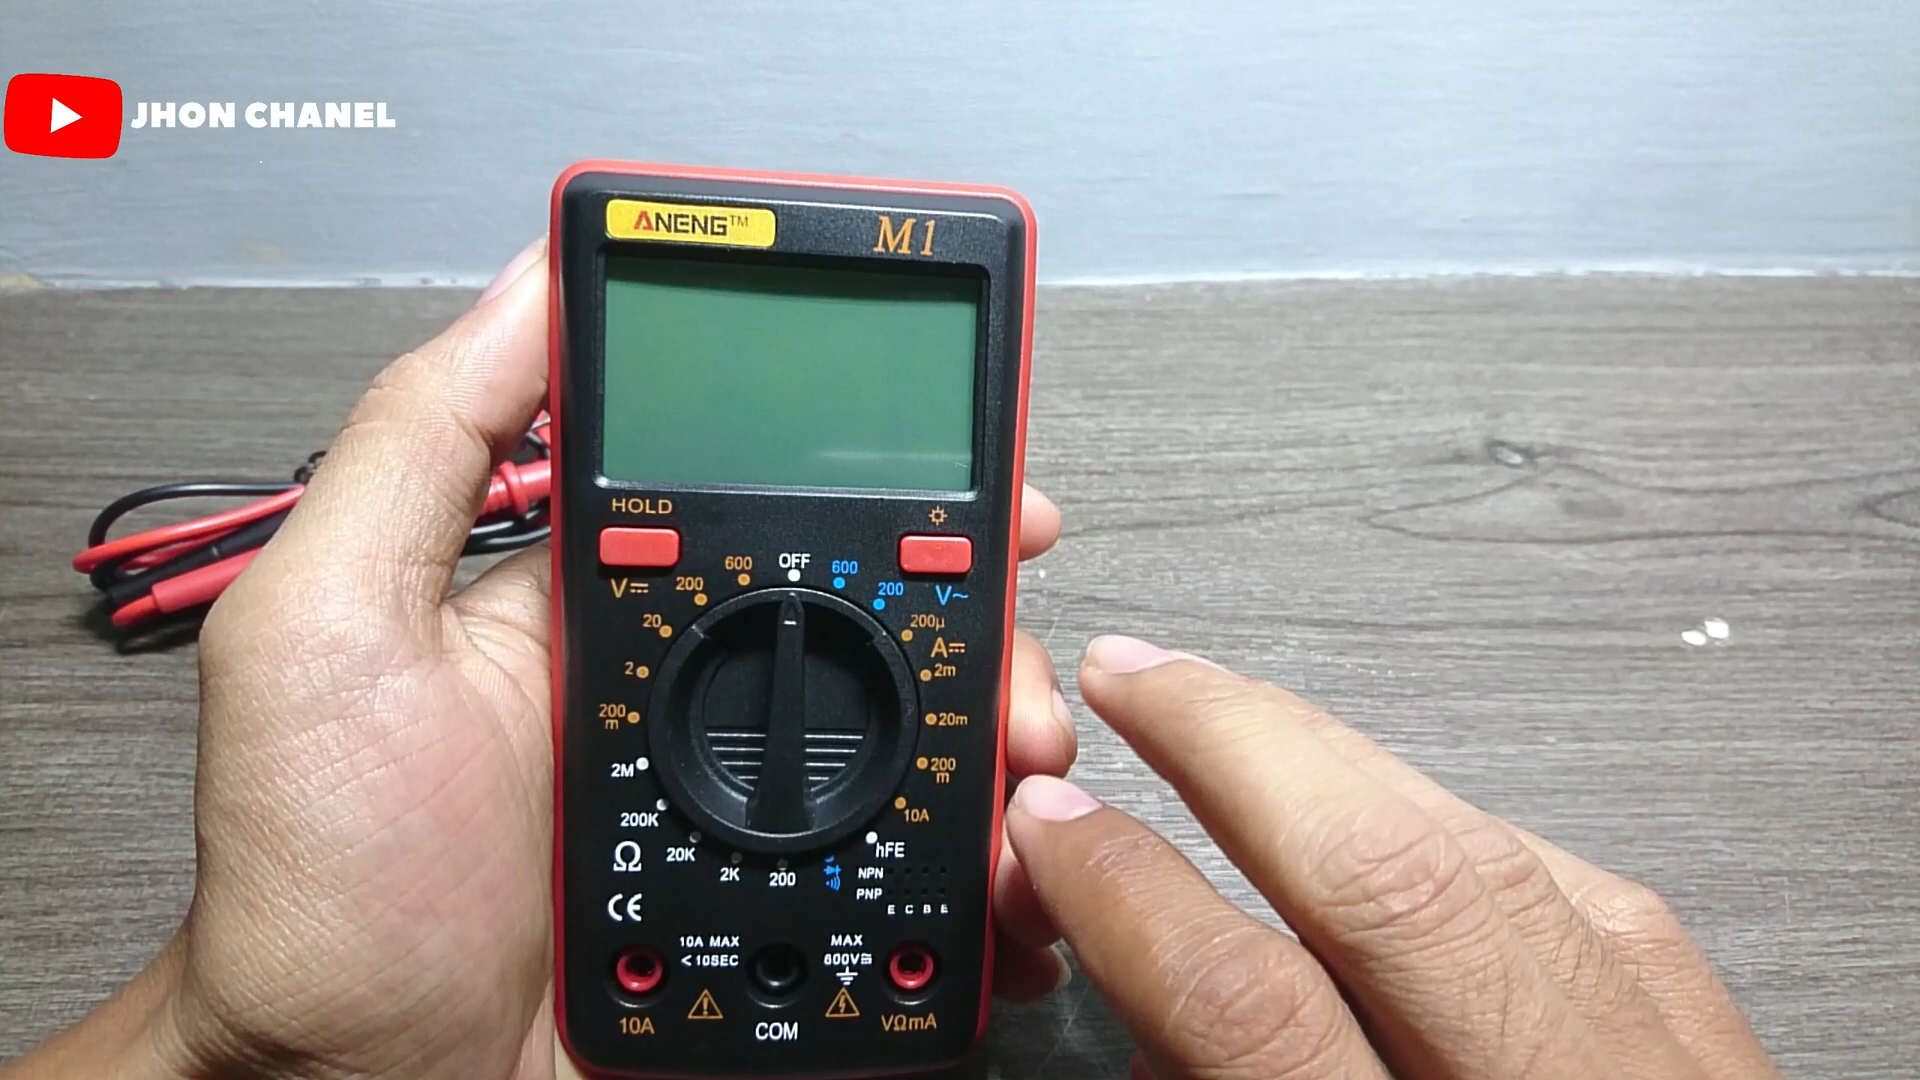 JHON CHANEL
ANENG™
M1
HOLD
OFF
600
600
200
200
V⎓
V~
20
200µ
A⎓
2
2m
200
m
20m
2M
200
m
200K
10A
Ω
20K
2K
200
hFE
NPN
PNP
E C B E
CE
10A MAX
<10SEC
MAX
600V≂
10A
COM
VΩmA